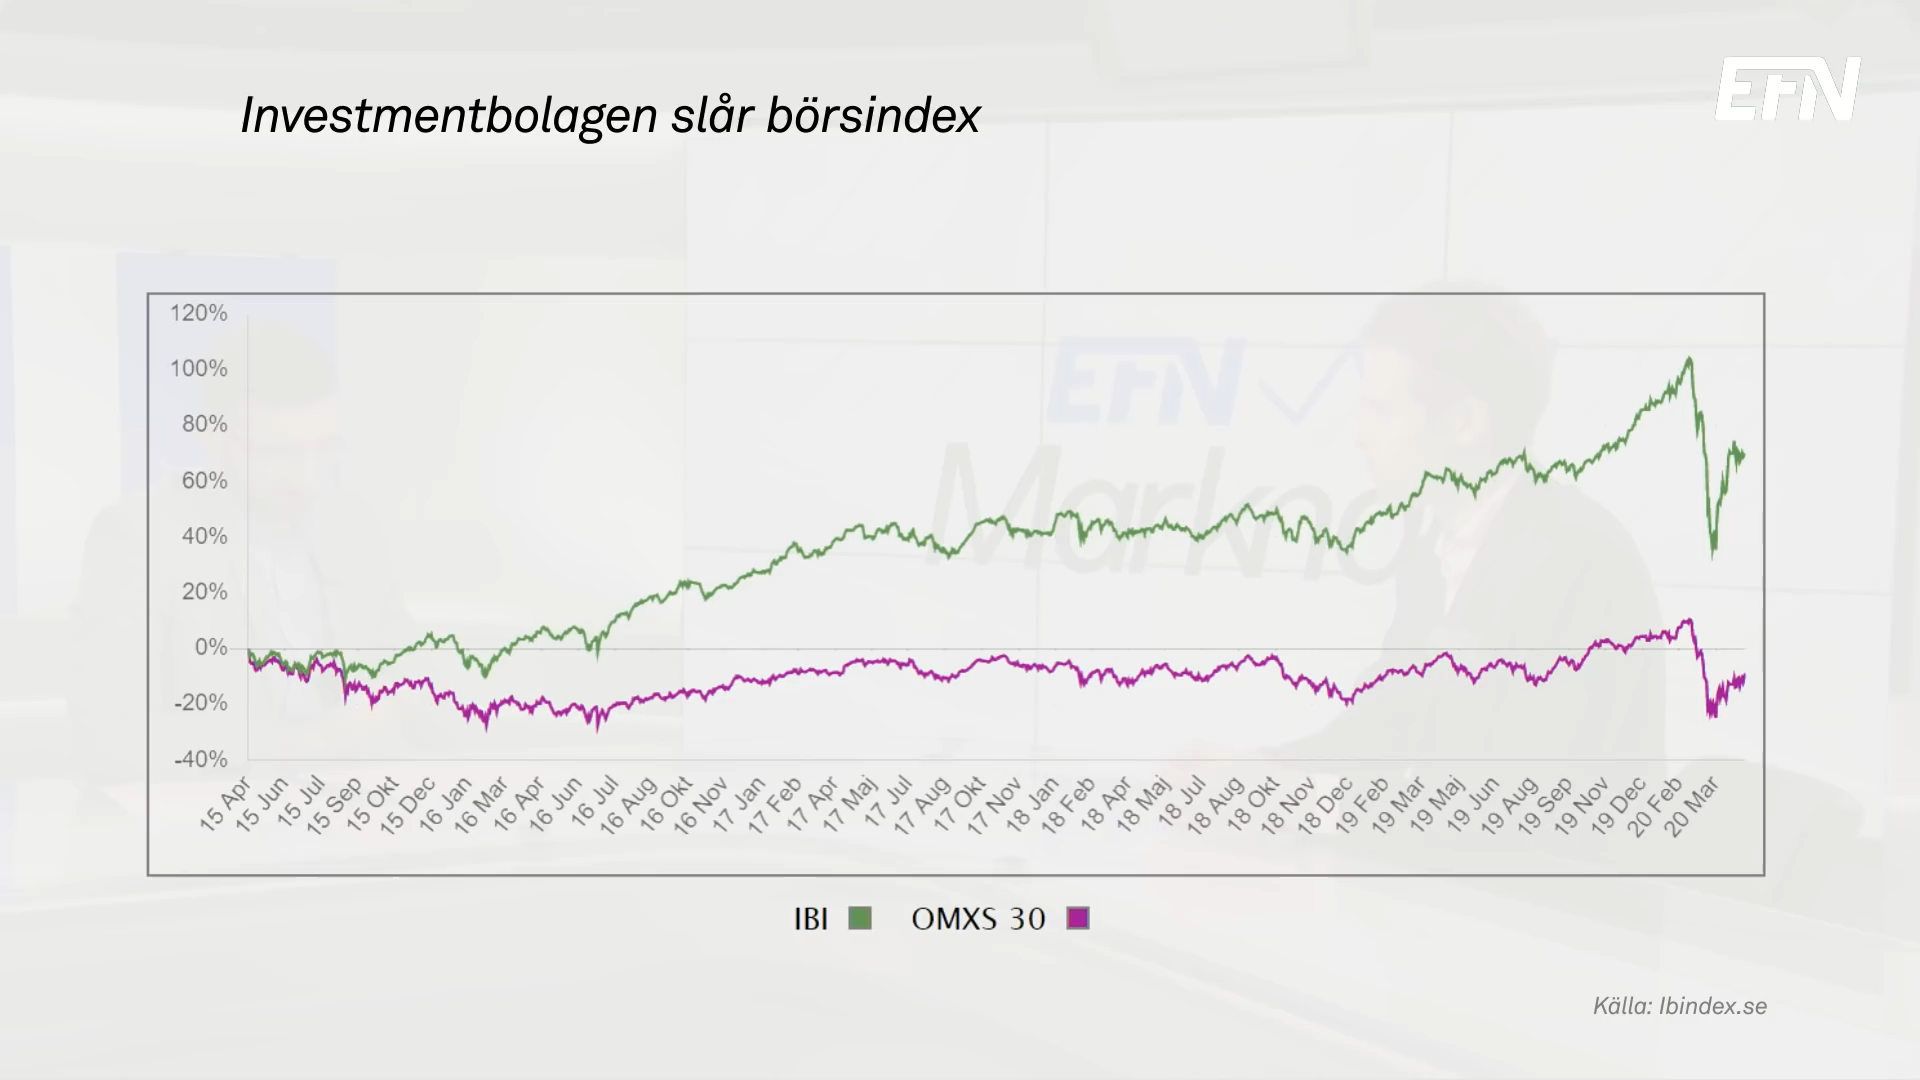 EFN
Investmentbolagen slår börsindex
EFN
Markna
120%
100%
80%
60%
40%
20%
0%
-20%
-40%
15 Apr
15 Jun
15 Jul
15 Sep
15 Okt
15 Dec
16 Jan
16 Mar
16 Apr
16 Jun
16 Jul
16 Aug
16 Okt
16 Nov
17 Jan
17 Feb
17 Apr
17 Maj
17 Jul
17 Aug
17 Okt
17 Nov
18 Jan
18 Feb
18 Apr
18 Maj
18 Jul
18 Aug
18 Okt
18 Nov
18 Dec
19 Feb
19 Mar
19 Maj
19 Jun
19 Aug
19 Sep
19 Nov
19 Dec
20 Feb
20 Mar
IBI OMXS 30
Källa: Ibindex.se